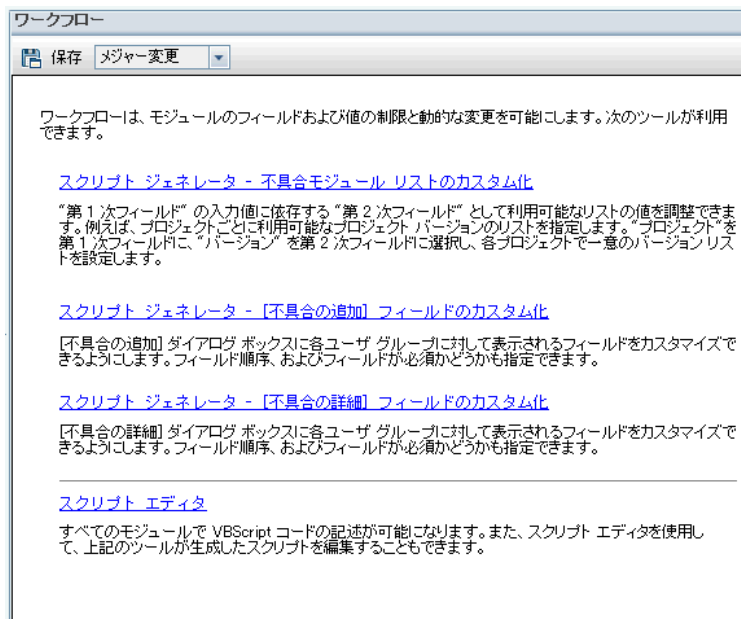 ワークフロー
保存 メジャー変更
ワークフローは、モジュールのフィールドおよび値の制限と動的な変更を可能にします。次のツールが利用
できます。
スクリプト ジェネレータ - 不具合モジュール リストのカスタム化
"第 1 次フィールド" の入力値に依存する "第 2 次フィールド" として利用可能なリストの値を調整できま
す。例えば、プロジェクトごとに利用可能なプロジェクト バージョンのリストを指定します。"プロジェクト"を
第 1 次フィールドに、"バージョン" を第 2 次フィールドに選択し、各プロジェクトで一意のバージョン リス
トを設定します。
スクリプト ジェネレータ - [不具合の追加] フィールドのカスタム化
[不具合の追加] ダイアログ ボックスに各ユーザ グループに対して表示されるフィールドをカスタマイズで
きるようにします。フィールド順序、およびフィールドが必須かどうかも指定できます。
スクリプト ジェネレータ - [不具合の詳細] フィールドのカスタム化
[不具合の詳細] ダイアログ ボックスに各ユーザ グループに対して表示されるフィールドをカスタマイズで
きるようにします。フィールド順序、およびフィールドが必須かどうかも指定できます。
スクリプト エディタ
すべてのモジュールで VBScript コードの記述が可能になります。また、スクリプト エディタを使用し
て、上記のツールが生成したスクリプトを編集することもできます。